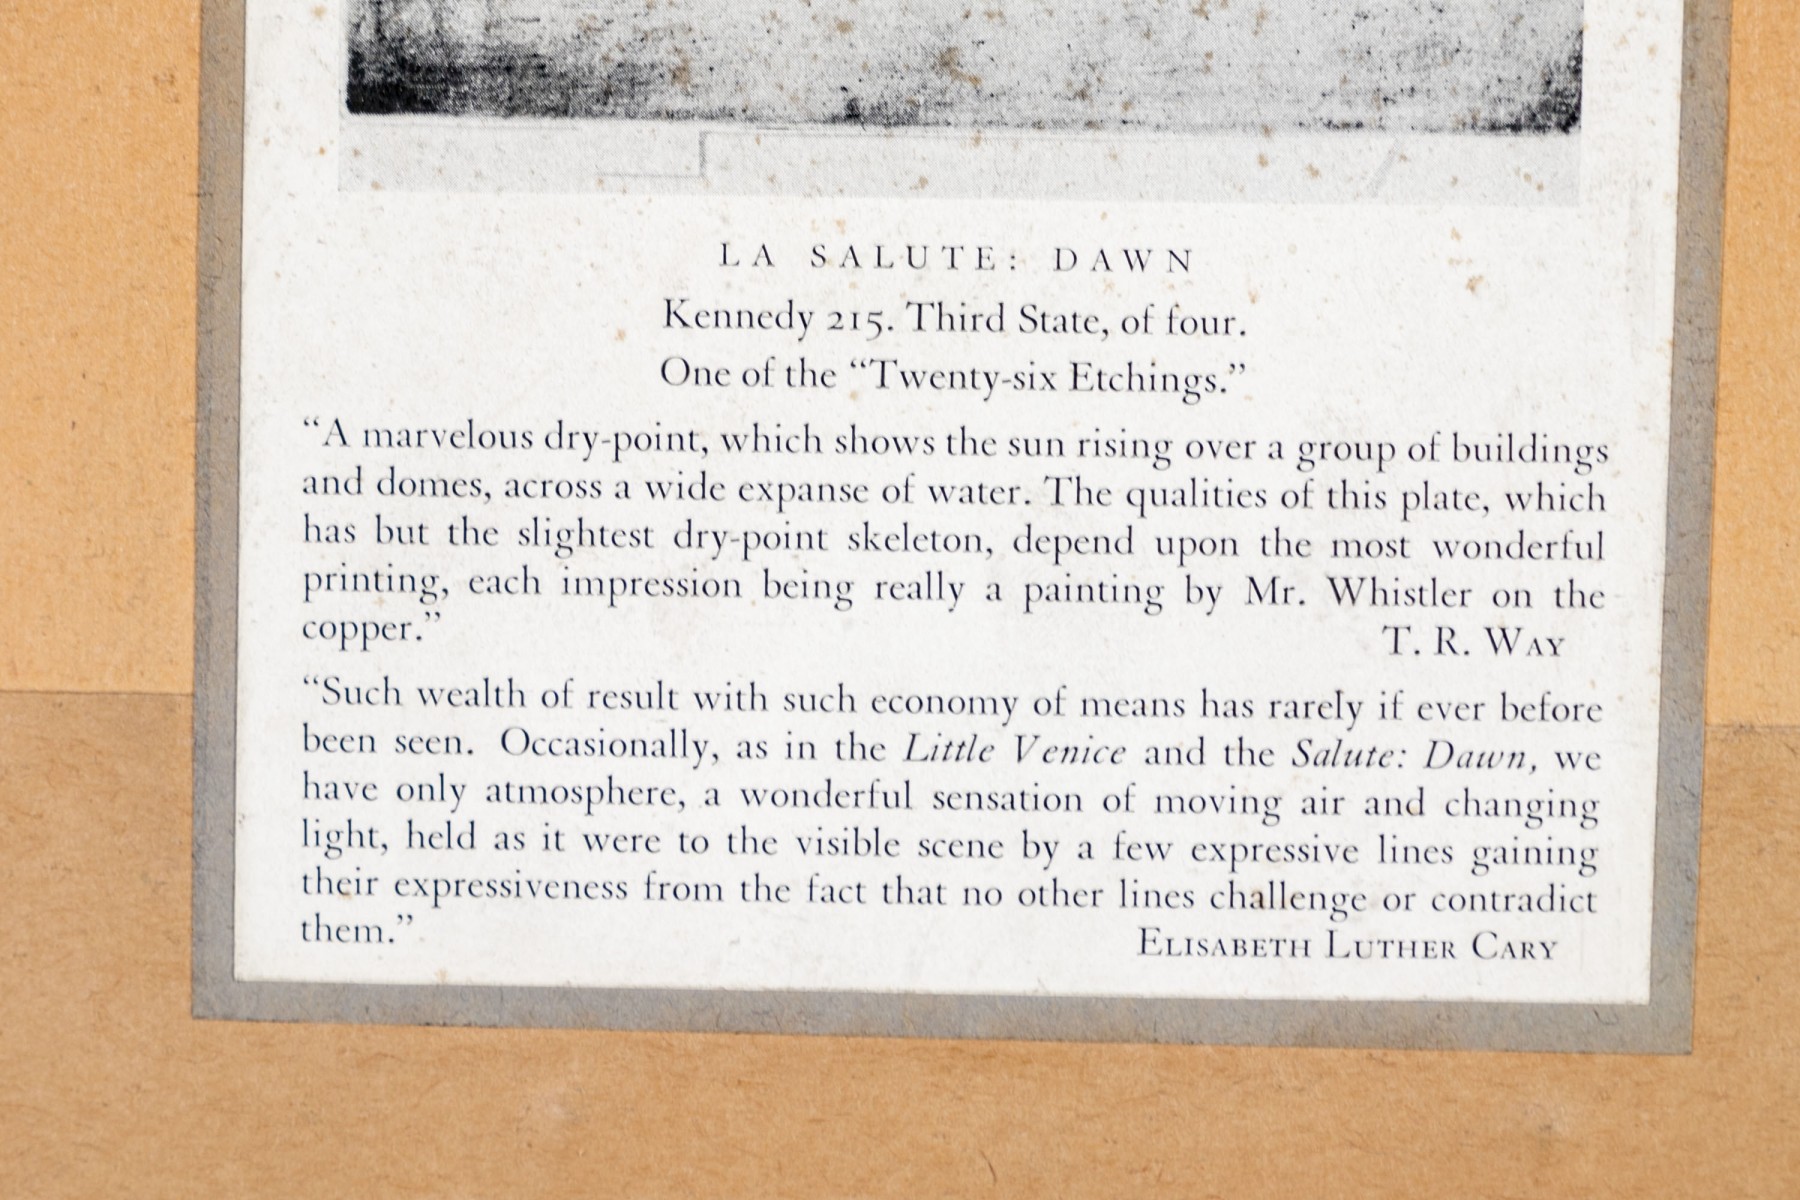 LA SALUTE: DAWN
Kennedy 215. Third State, of four.
One of the “Twenty-six Etchings.”
“A marvelous dry-point, which shows the sun rising over a group of buildings
and domes, across a wide expanse of water. The qualities of this plate, which
has but the slightest dry-point skeleton, depend upon the most wonderful
printing, each impression being really a painting by Mr. Whistler on the
copper.” T. R. WAY
“Such wealth of result with such economy of means has rarely if ever before
been seen. Occasionally, as in the Little Venice and the Salute: Dawn, we
have only atmosphere, a wonderful sensation of moving air and changing
light, held as it were to the visible scene by a few expressive lines gaining
their expressiveness from the fact that no other lines challenge or contradict
them.” ELISABETH LUTHER CARY